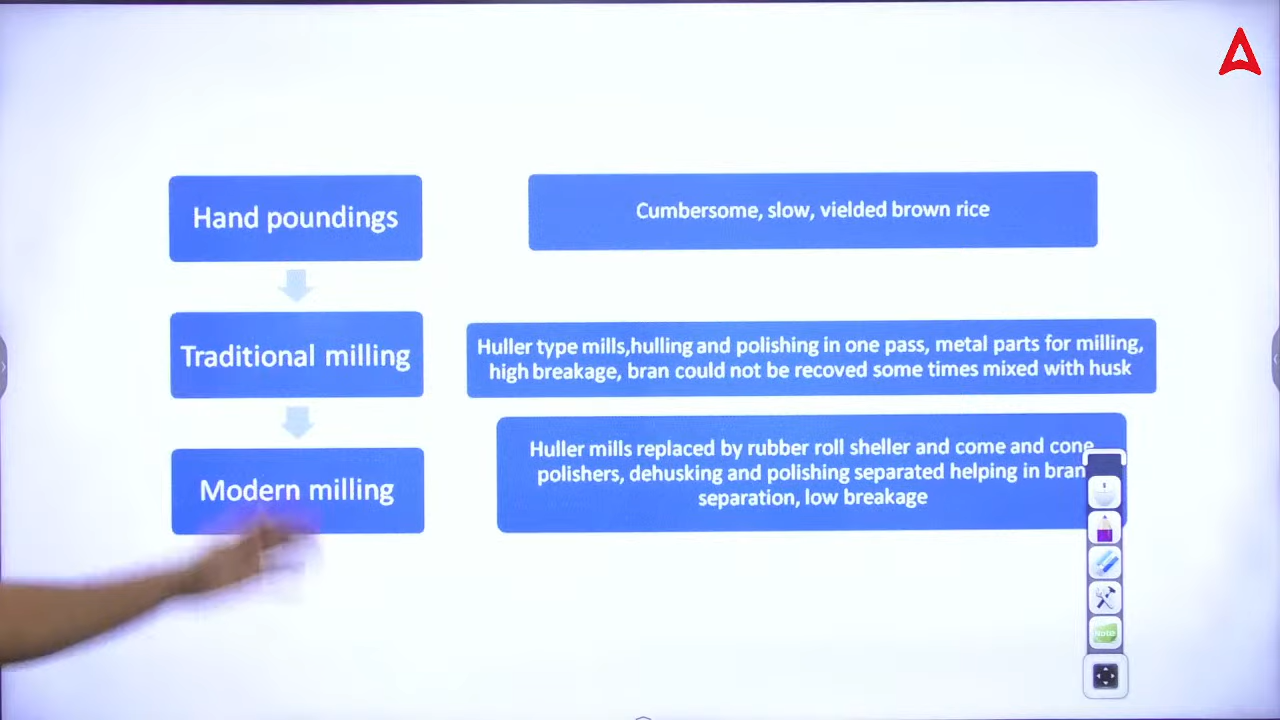 Hand poundings
Cumbersome, slow, vielded brown rice
Traditional milling
Huller type mills,hulling and polishing in one pass, metal parts for milling,
high breakage, bran could not be recoved some times mixed with husk
Modern milling
Huller mills replaced by rubber roll sheller and come and cone
polishers, dehusking and polishing separated helping in bran
separation, low breakage